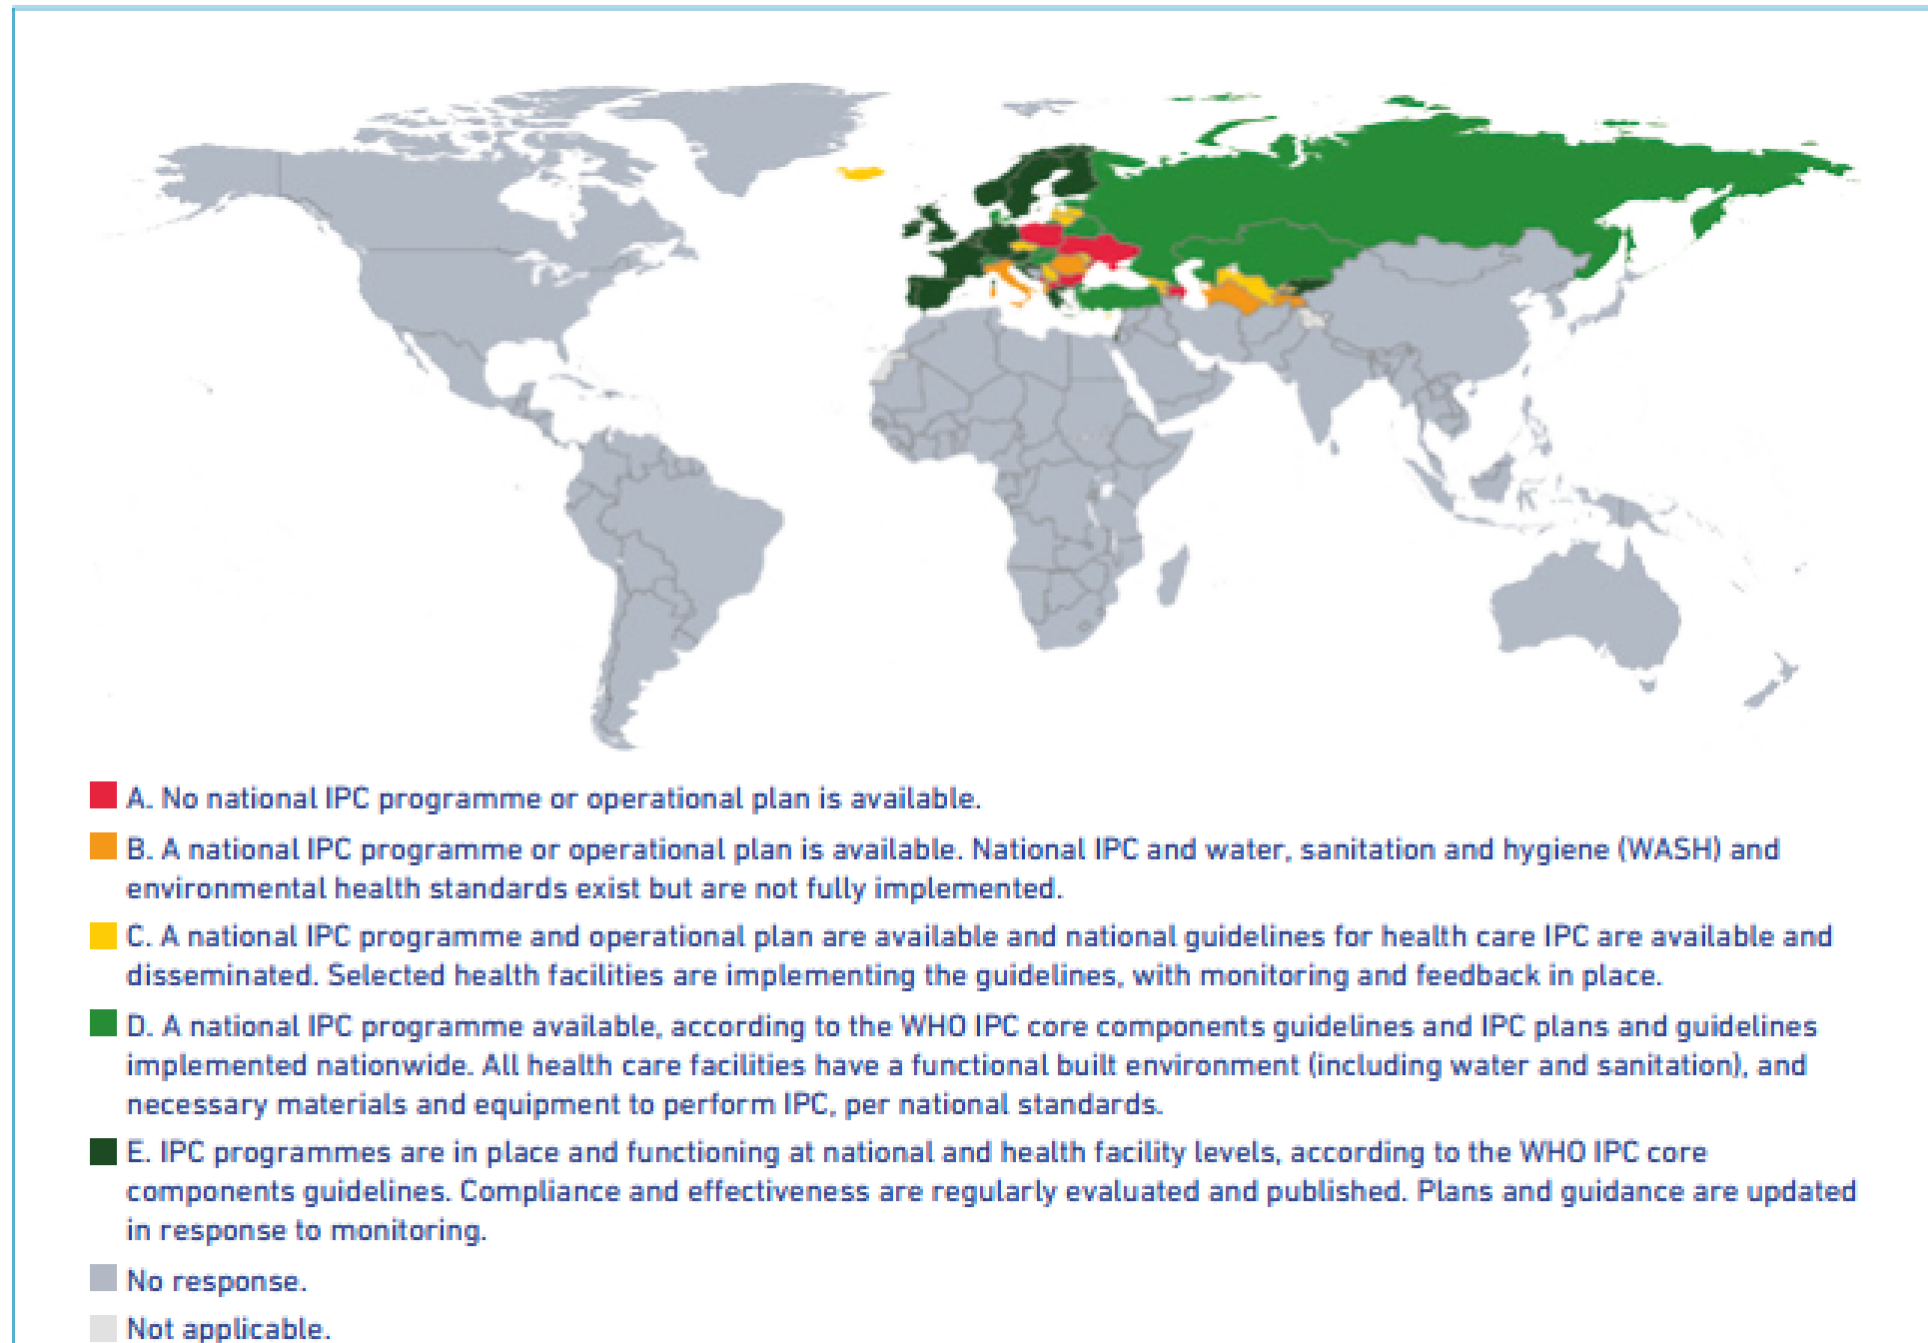 A. No national IPC programme or operational plan is available.
B. A national IPC programme or operational plan is available. National IPC and water, sanitation and hygiene (WASH) and
environmental health standards exist but are not fully implemented.
C. A national IPC programme and operational plan are available and national guidelines for health care IPC are available and
disseminated. Selected health facilities are implementing the guidelines, with monitoring and feedback in place.
D. A national IPC programme available, according to the WHO IPC core components guidelines and IPC plans and guidelines
implemented nationwide. All health care facilities have a functional built environment (including water and sanitation), and
necessary materials and equipment to perform IPC, per national standards.
E. IPC programmes are in place and functioning at national and health facility levels, according to the WHO IPC core
components guidelines. Compliance and effectiveness are regularly evaluated and published. Plans and guidance are updated
in response to monitoring.
No response.
Not applicable.